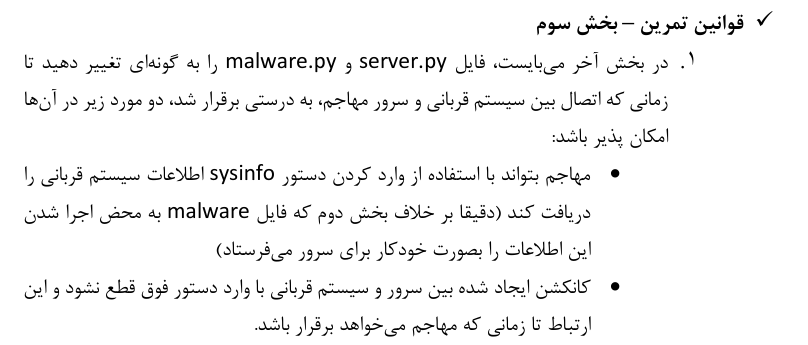 ✓ قوانین تمرین – بخش سوم
۱. در بخش آخر می‌بایست، فایل server.py و malware.py را به گونه‌ای تغییر دهید تا
زمانی که اتصال بین سیستم قربانی و سرور مهاجم، به درستی برقرار شد، دو مورد زیر در آن‌ها
امکان پذیر باشد:
• مهاجم بتواند با استفاده از وارد کردن دستور sysinfo اطلاعات سیستم قربانی را
دریافت کند (دقیقا بر خلاف بخش دوم که فایل malware به محض اجرا شدن
این اطلاعات را بصورت خودکار برای سرور می‌فرستاد)
• کانکشن ایجاد شده بین سرور و سیستم قربانی با وارد دستور فوق قطع نشود و این
ارتباط تا زمانی که مهاجم می‌خواهد برقرار باشد.